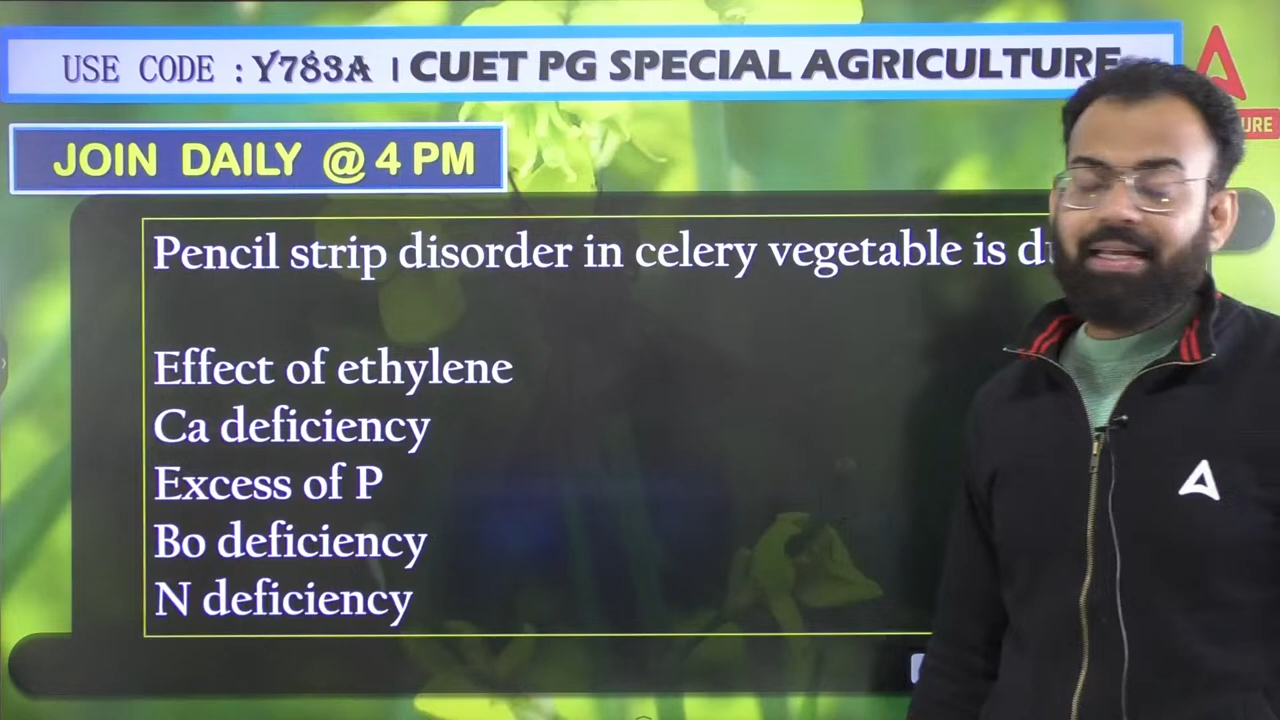 USE CODE : Y783A | CUET PG SPECIAL AGRICULTURE
URE
JOIN DAILY @ 4 PM
Pencil strip disorder in celery vegetable is
Effect of ethylene
Ca deficiency
Excess of P
Bo deficiency
N deficiency